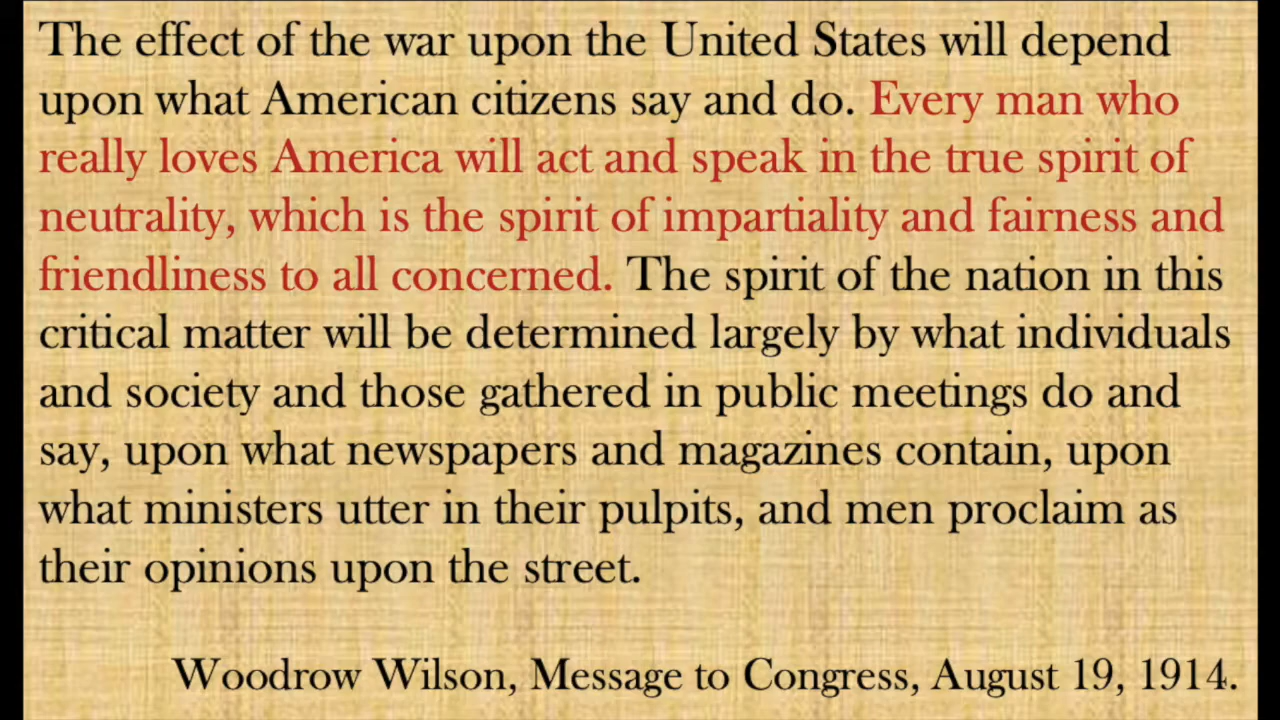 The effect of the war upon the United States will depend
upon what American citizens say and do. Every man who
really loves America will act and speak in the true spirit of
neutrality, which is the spirit of impartiality and fairness and
friendliness to all concerned. The spirit of the nation in this
critical matter will be determined largely by what individuals
and society and those gathered in public meetings do and
say, upon what newspapers and magazines contain, upon
what ministers utter in their pulpits, and men proclaim as
their opinions upon the street.
Woodrow Wilson, Message to Congress, August 19, 1914.